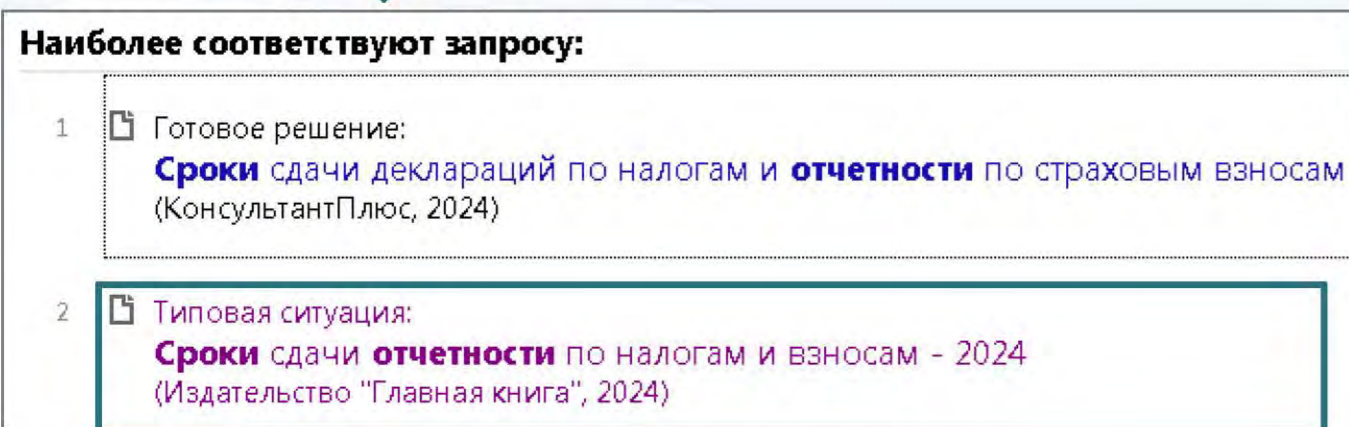 Наиболее соответствуют запросу:
1 Готовое решение:
Сроки сдачи деклараций по налогам и отчетности по страховым взносам
(КонсультантПлюс, 2024)
2 Типовая ситуация:
Сроки сдачи отчетности по налогам и взносам - 2024
(Издательство "Главная книга", 2024)